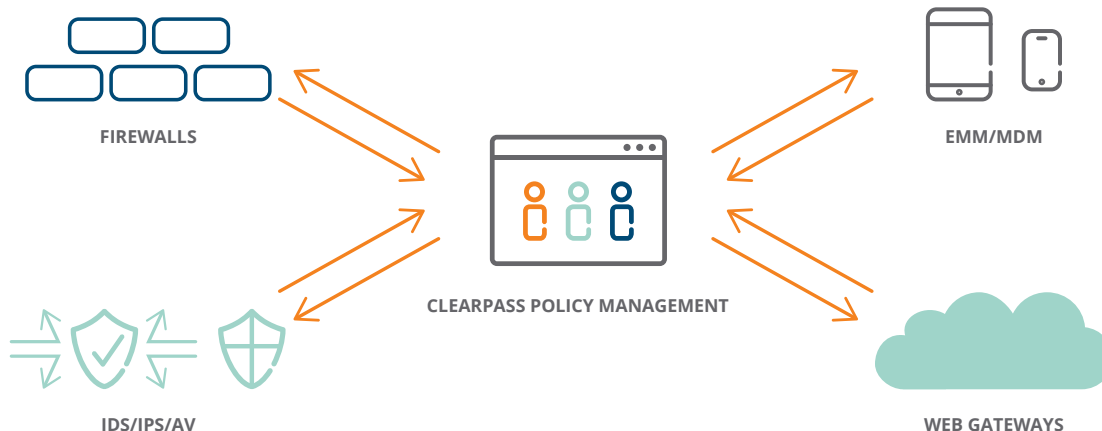 FIREWALLS
EMM/MDM
CLEARPASS POLICY MANAGEMENT
IDS/IPS/AV
WEB GATEWAYS